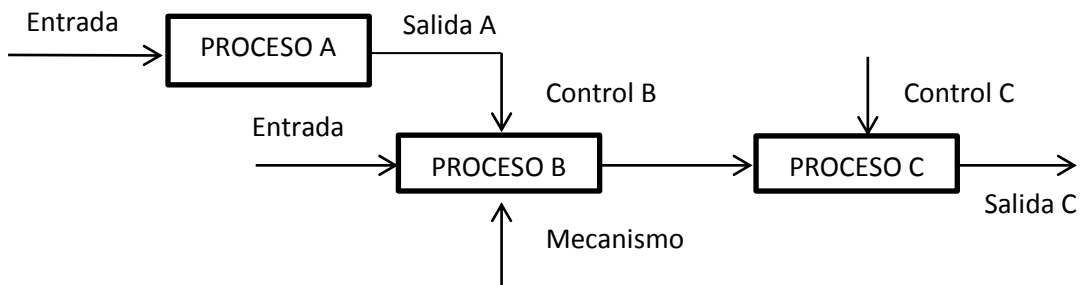 Entrada
Salida A
PROCESO A
Control B
Control C
Entrada
PROCESO B
PROCESO C
Salida C
Mecanismo